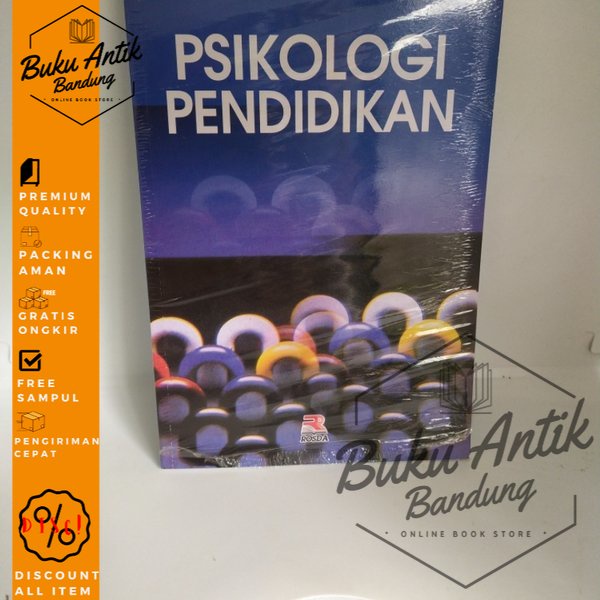 Buku Antik
Bandung
ONLINE BOOK STORE
PREMIUM
QUALITY
PACKING
AMAN
FREE
GRATIS
ONGKIR
FREE
SAMPUL
PENGIRIMAN
CEPAT
DISC!
%
DISCOUNT
ALL ITEM
PSIKOLOGI
PENDIDIKAN
R
ROSDA
Buku Antik
Bandung
• ONLINE BOOK STORE •